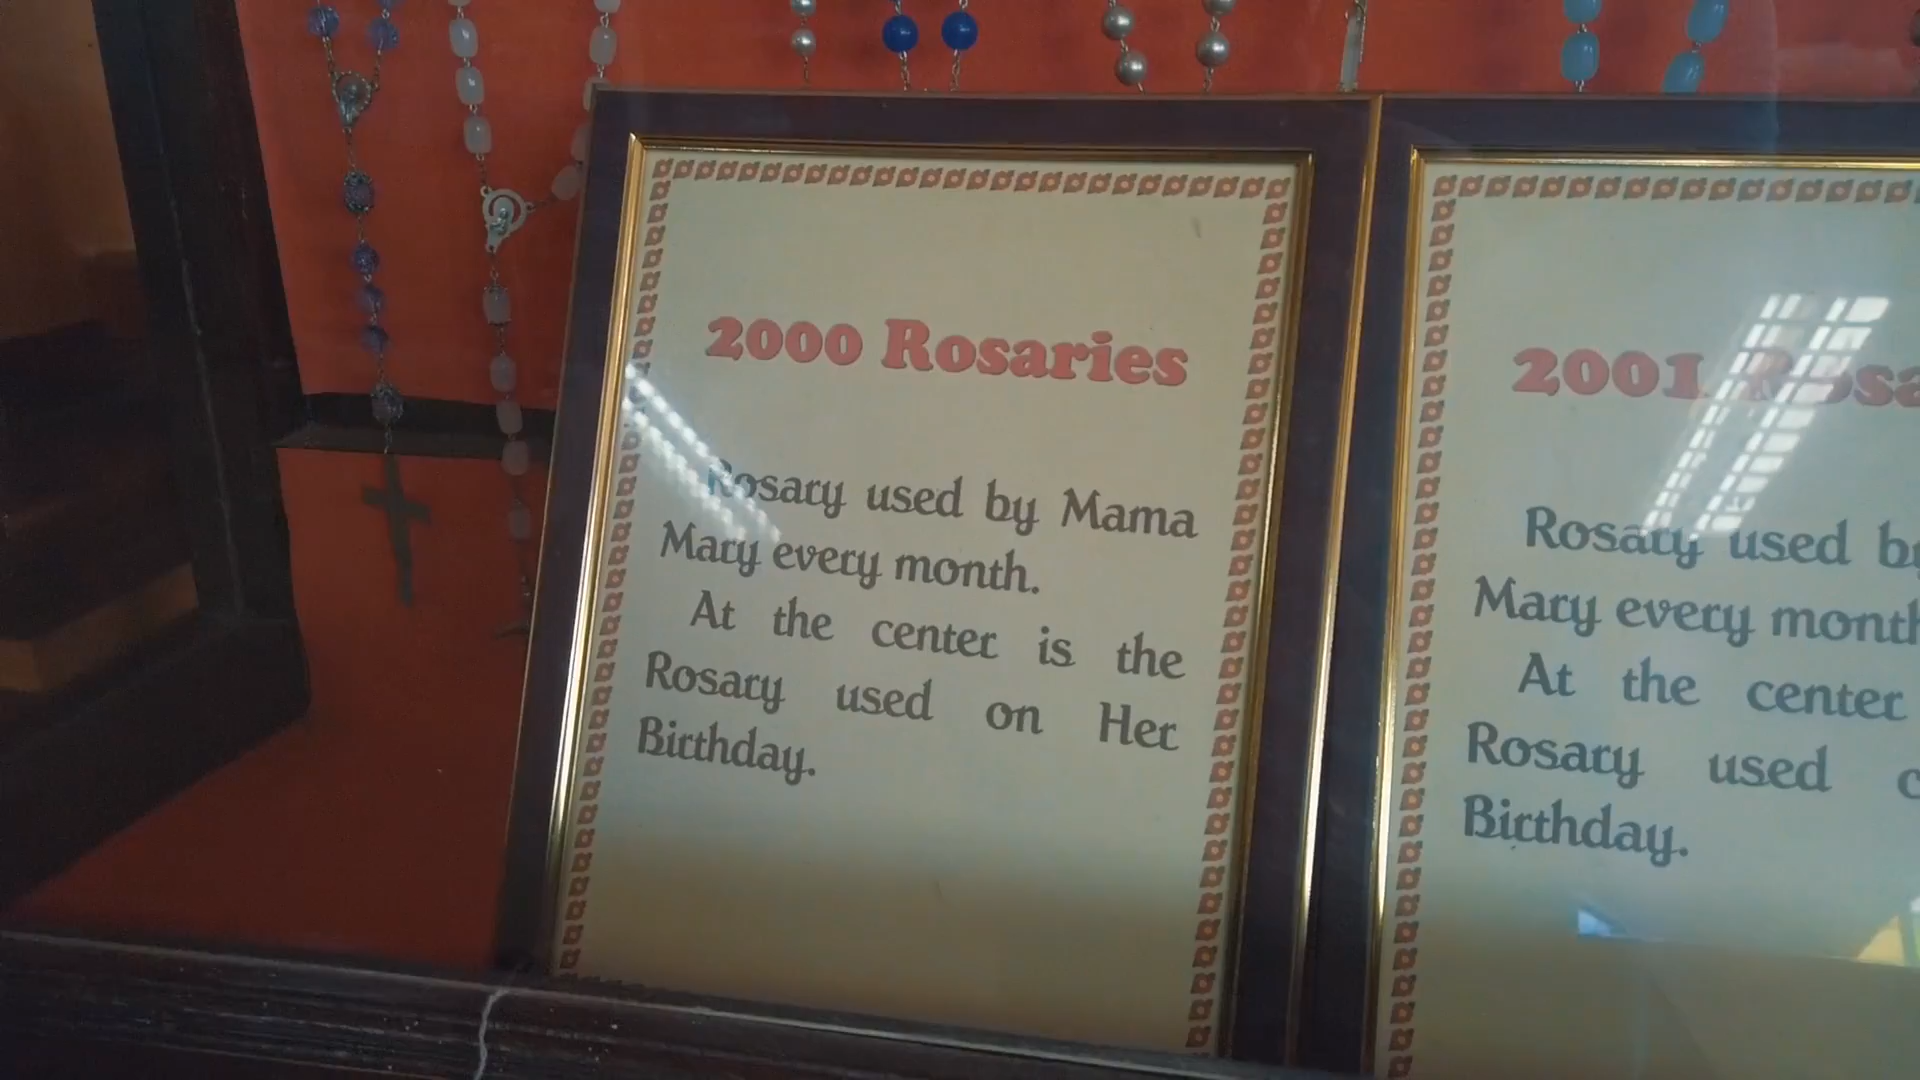 2000 Rosaries
Rosary used by Mama
Mary every month.
At the center is the
Rosary used on Her
Birthday.
2001
Rosary used
Mary every
At the center
Rosary used
Birthday.